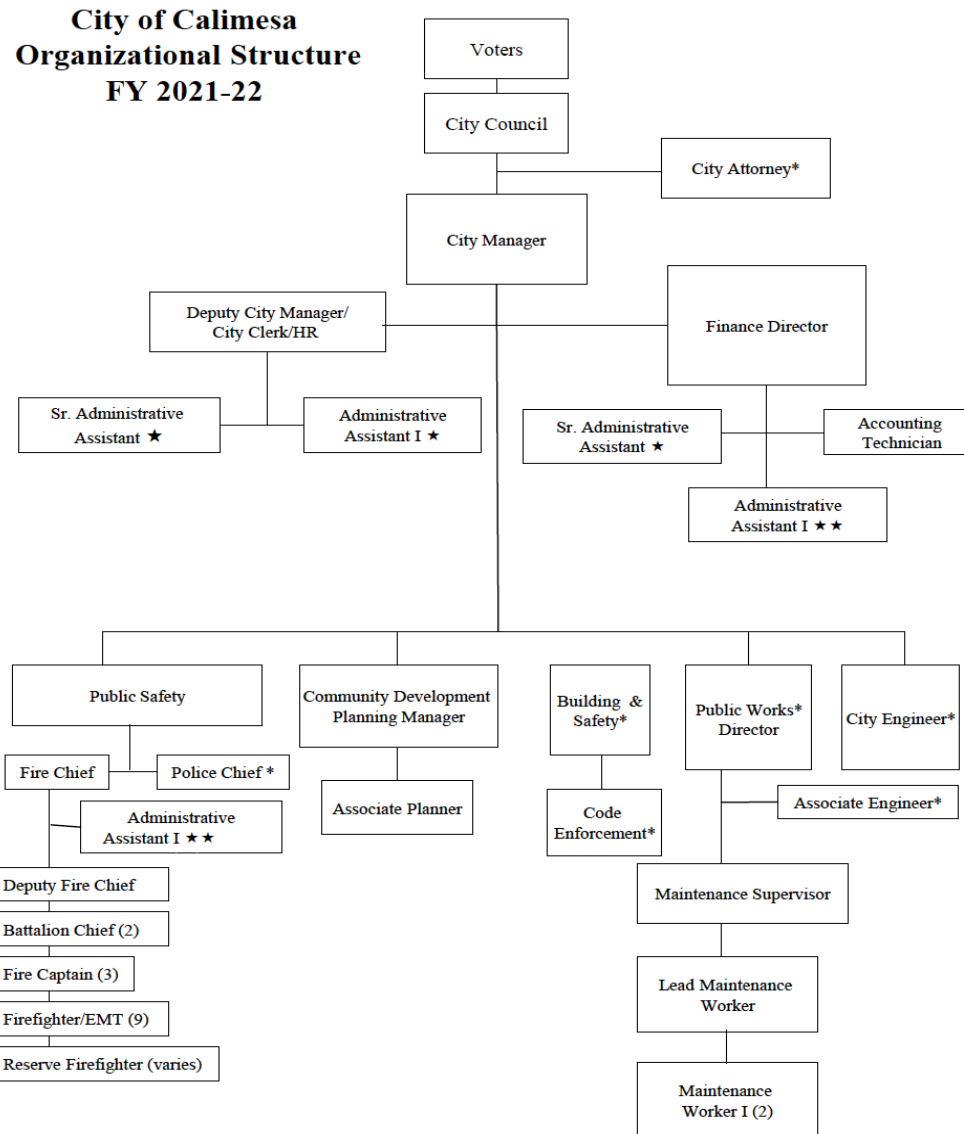 City of Calimesa
Organizational Structure
FY 2021-22
Voters
City Council
City Attorney*
City Manager
Deputy City Manager/
City Clerk/HR
Finance Director
Sr. Administrative
Assistant ★
Administrative
Assistant I ★
Sr. Administrative
Assistant ★
Accounting
Technician
Administrative
Assistant I ★ ★
Public Safety
Community Development
Planning Manager
Building & 
Safety*
Public Works*
Director
City Engineer*
Fire Chief
Police Chief *
Administrative
Assistant I ★ ★
Associate Planner
Code
Enforcement*
Associate Engineer*
Deputy Fire Chief
Battalion Chief (2)
Fire Captain (3)
Firefighter/EMT (9)
Reserve Firefighter (varies)
Maintenance Supervisor
Lead Maintenance
Worker
Maintenance
Worker I (2)